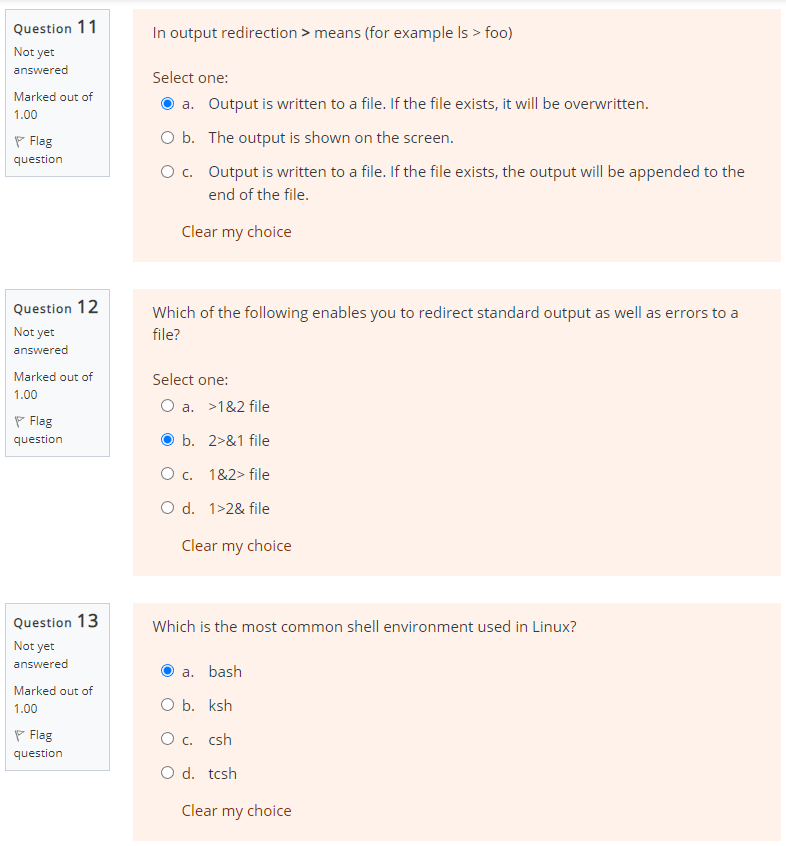 Question 11
Not yet
answered
Marked out of
1.00
Flag
question
In output redirection > means (for example ls > foo)
Select one:
a. Output is written to a file. If the file exists, it will be overwritten.
b. The output is shown on the screen.
c. Output is written to a file. If the file exists, the output will be appended to the
end of the file.
Clear my choice
Question 12
Not yet
answered
Marked out of
1.00
Flag
question
Which of the following enables you to redirect standard output as well as errors to a
file?
Select one:
a. >1&2 file
b. 2>&1 file
c. 1&2> file
d. 1>2& file
Clear my choice
Question 13
Not yet
answered
Marked out of
1.00
Flag
question
Which is the most common shell environment used in Linux?
a. bash
b. ksh
c. csh
d. tcsh
Clear my choice